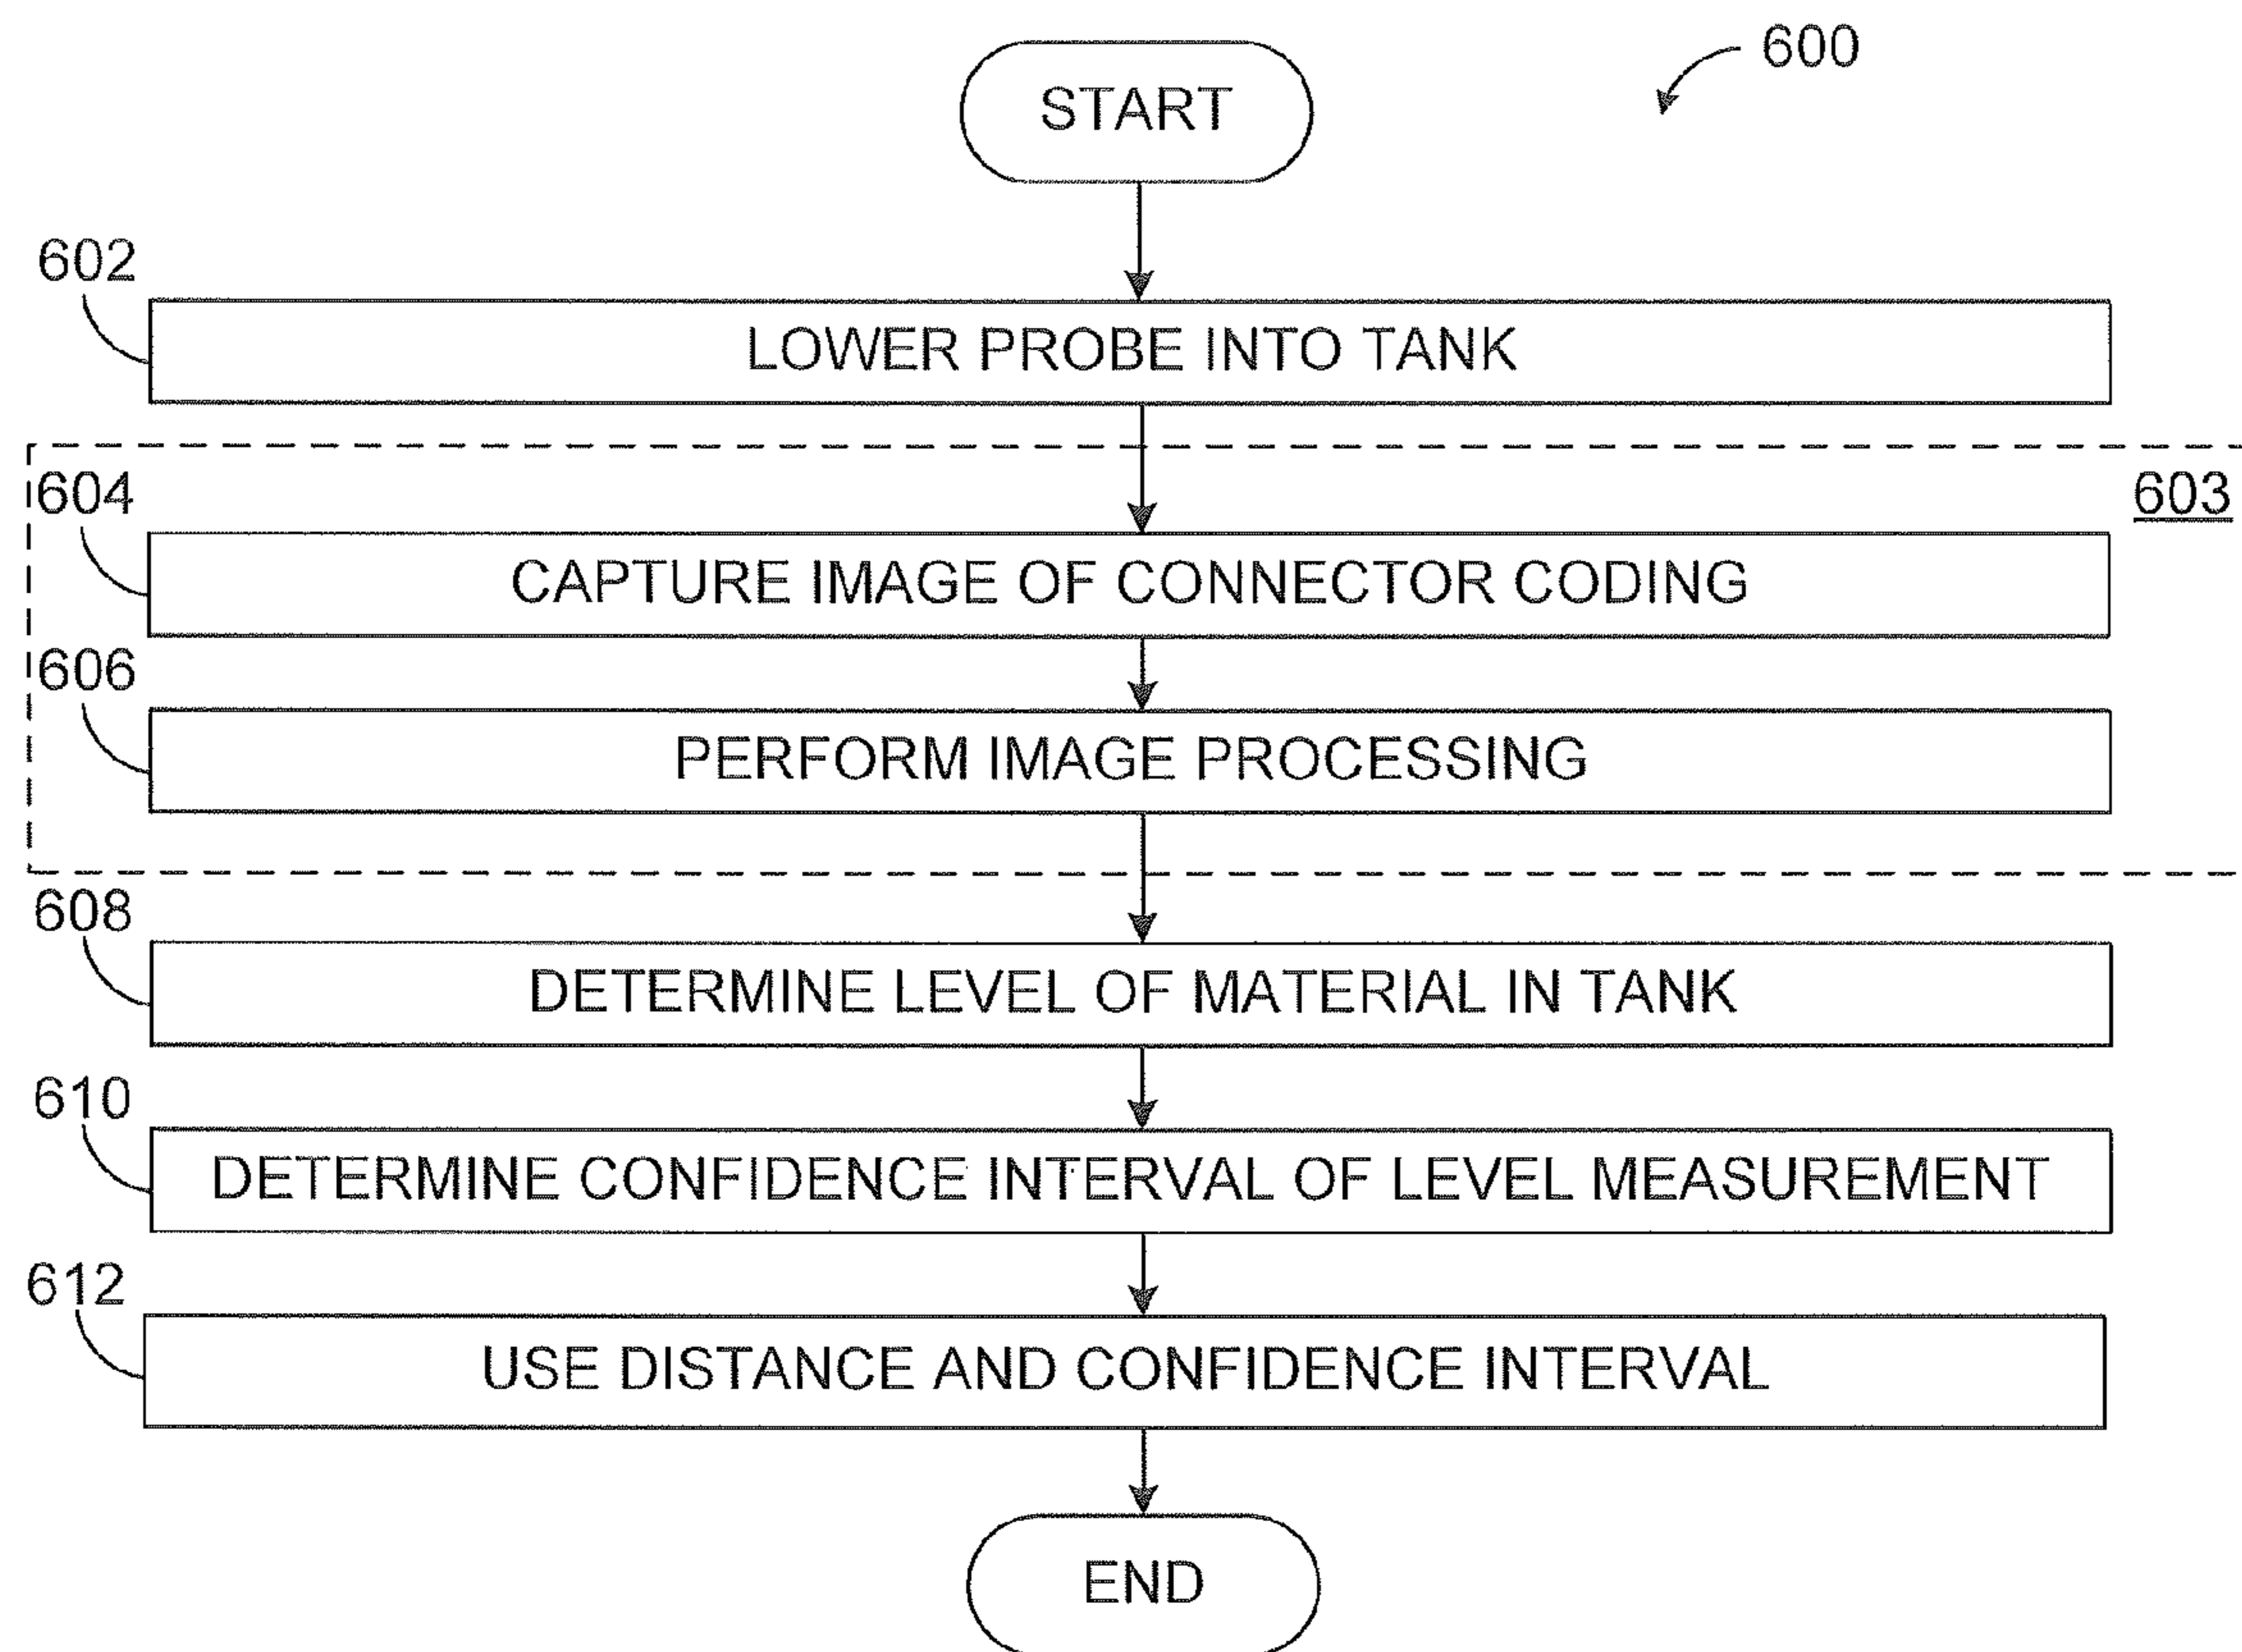 600
START
602
LOWER PROBE INTO TANK
603
604
CAPTURE IMAGE OF CONNECTOR CODING
606
PERFORM IMAGE PROCESSING
608
DETERMINE LEVEL OF MATERIAL IN TANK
610
DETERMINE CONFIDENCE INTERVAL OF LEVEL MEASUREMENT
612
USE DISTANCE AND CONFIDENCE INTERVAL
END